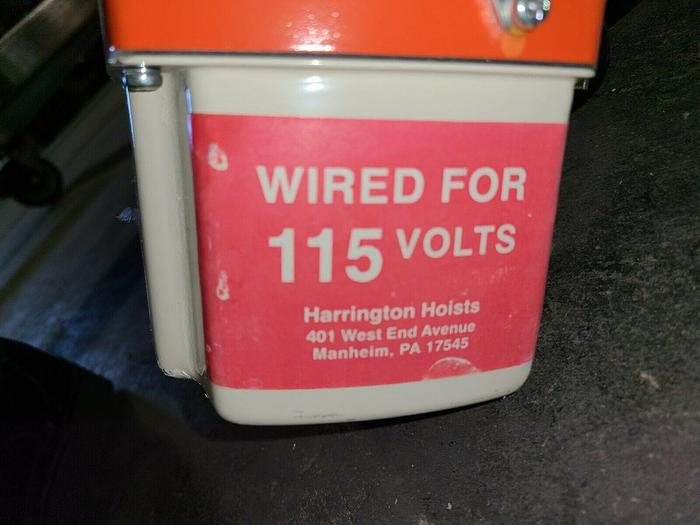 WIRED FOR
115 VOLTS
Harrington Hoists
401 West End Avenue
Manheim, PA 17545